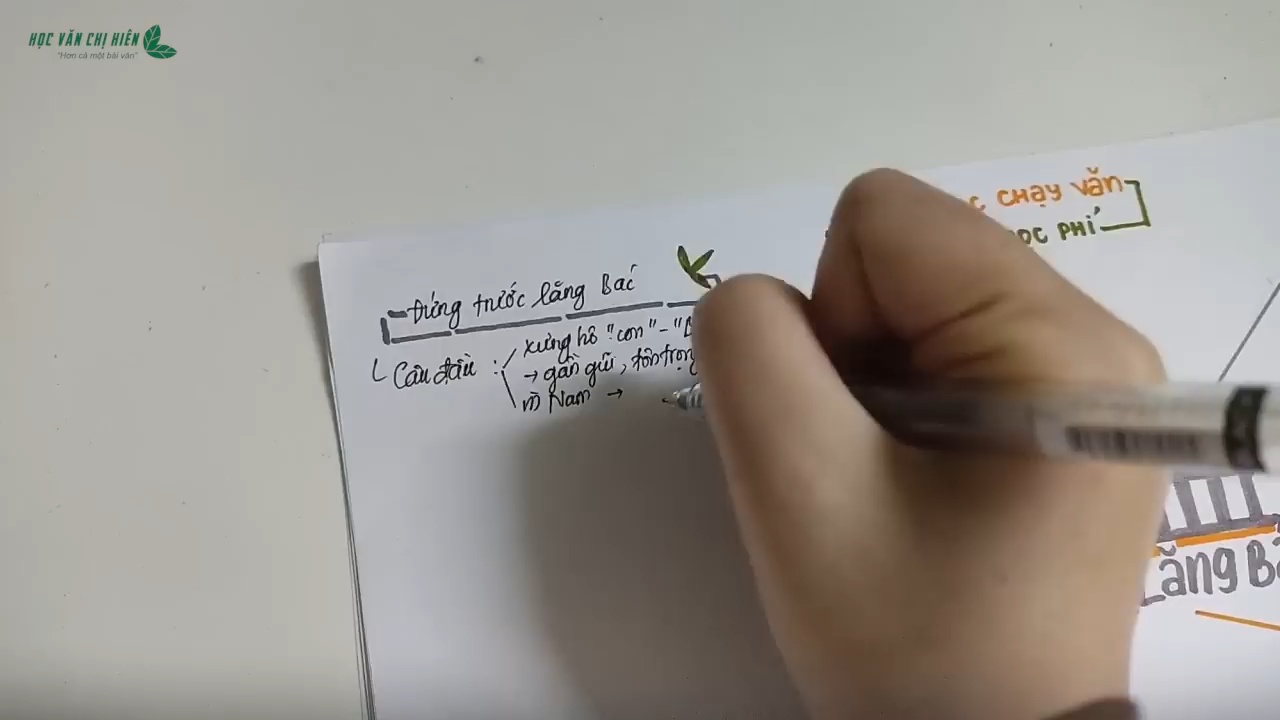 HỌC VĂN CHỊ HIÊN
"Hơn cả một bài văn"
CHẠY VĂN
PHÍ
Đứng trước lăng Bác
Câu đầu :
xưng hô "con" - "B
→ gần gũi, tôn trọng
m Nam →
Lăng Bá